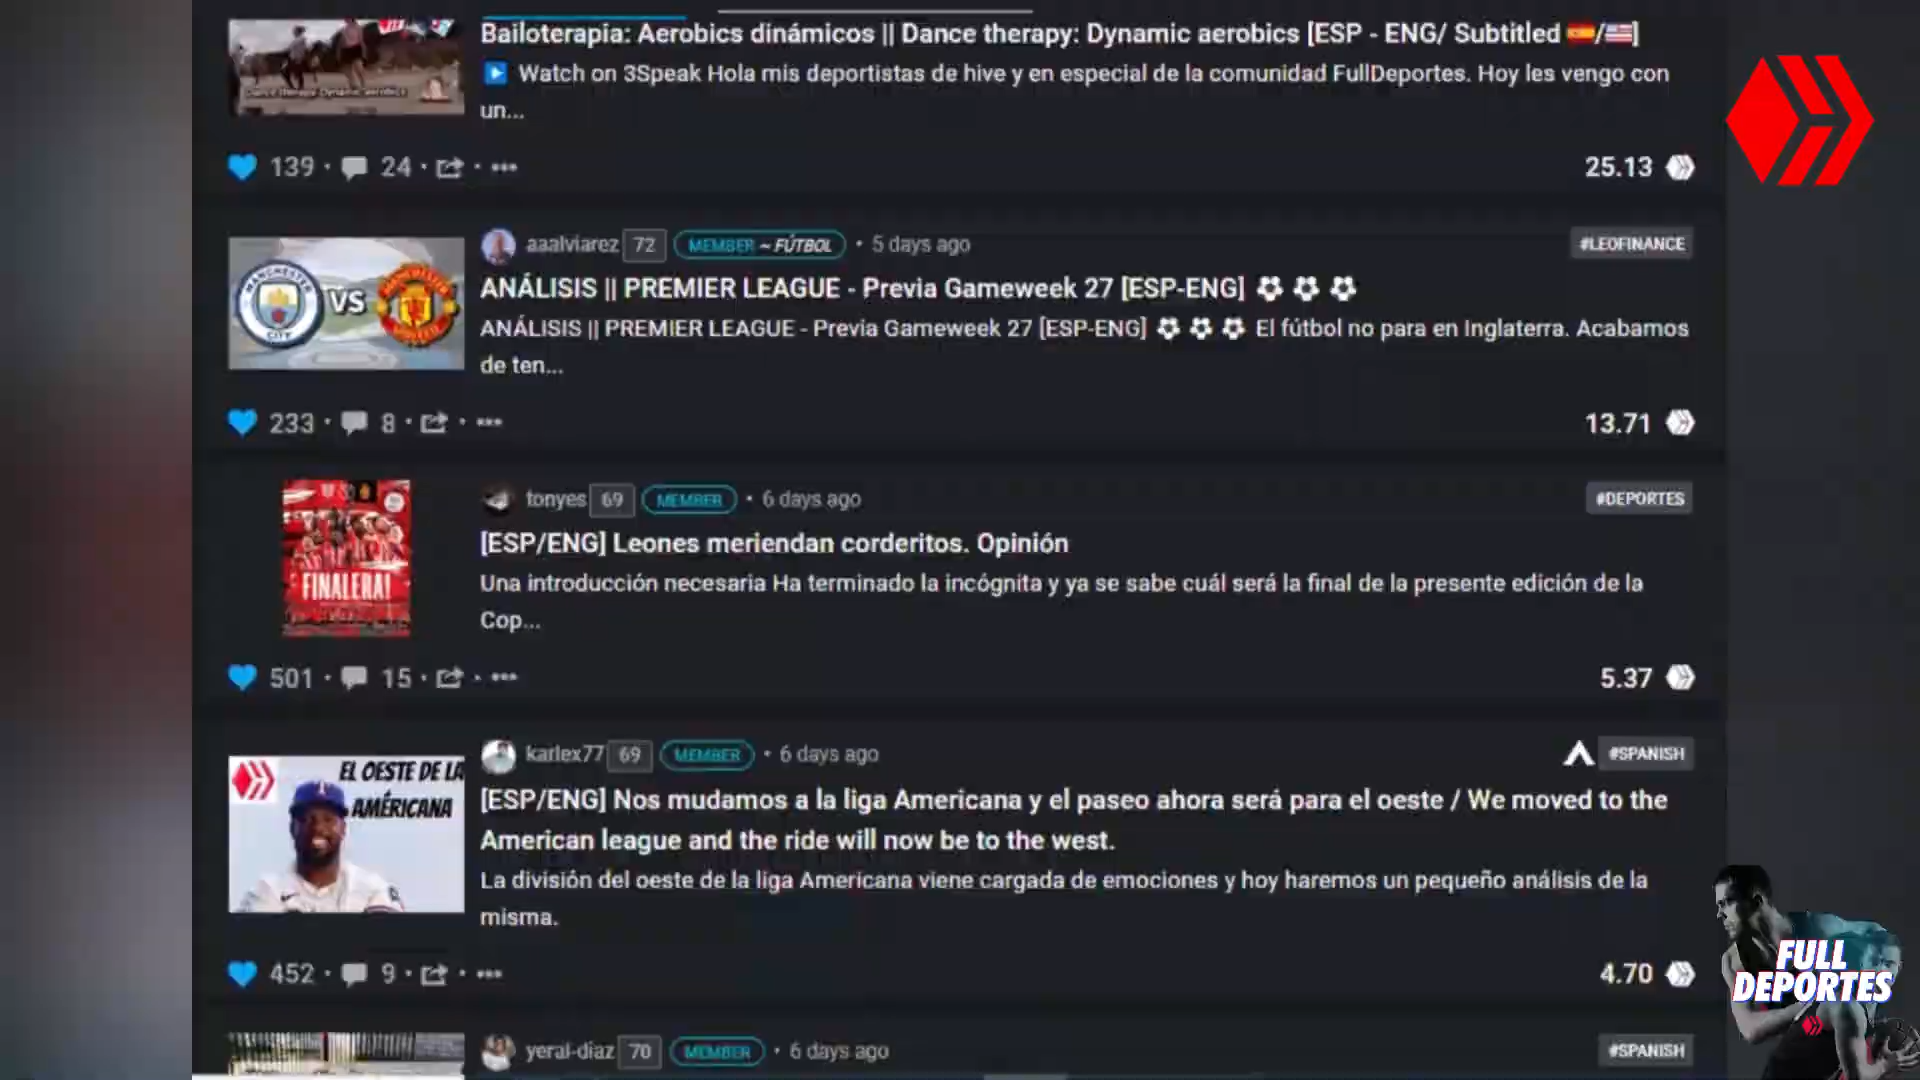 Bailoterapia: Aerobics dinámicos || Dance therapy: Dynamic aerobics [ESP - ENG/ Subtitled 🇪🇸/🇺🇸]
Dance therapy: Dynamic aerobics
Watch on 3Speak Hola mis deportistas de hive y en especial de la comunidad FullDeportes. Hoy les vengo con
un...
139 · 24 · · •••
25.13
aaalviarez 72 MEMBER ~ FÚTBOL • 5 days ago
#LEOFINANCE
MANCHESTER
CITY
VS
MANCHESTER
UNITED
ANÁLISIS || PREMIER LEAGUE - Previa Gameweek 27 [ESP-ENG] ⚽ ⚽ ⚽
ANÁLISIS || PREMIER LEAGUE - Previa Gameweek 27 [ESP-ENG] ⚽ ⚽ ⚽ El fútbol no para en Inglaterra. Acabamos
de ten...
233 · 8 · · •••
13.71
tonyes 69 MEMBER • 6 days ago
#DEPORTES
FINALERA!
[ESP/ENG] Leones meriendan corderitos. Opinión
Una introducción necesaria Ha terminado la incógnita y ya se sabe cuál será la final de la presente edición de la
Cop...
501 · 15 · · •••
5.37
karlex77 69 MEMBER • 6 days ago
#SPANISH
EL OESTE DE LA
AMÉRICANA
[ESP/ENG] Nos mudamos a la liga Americana y el paseo ahora será para el oeste / We moved to the
American league and the ride will now be to the west.
La división del oeste de la liga Americana viene cargada de emociones y hoy haremos un pequeño análisis de la
misma.
452 · 9 · · •••
4.70
FULL
DEPORTES
yeral-diaz 70 MEMBER • 6 days ago
#SPANISH